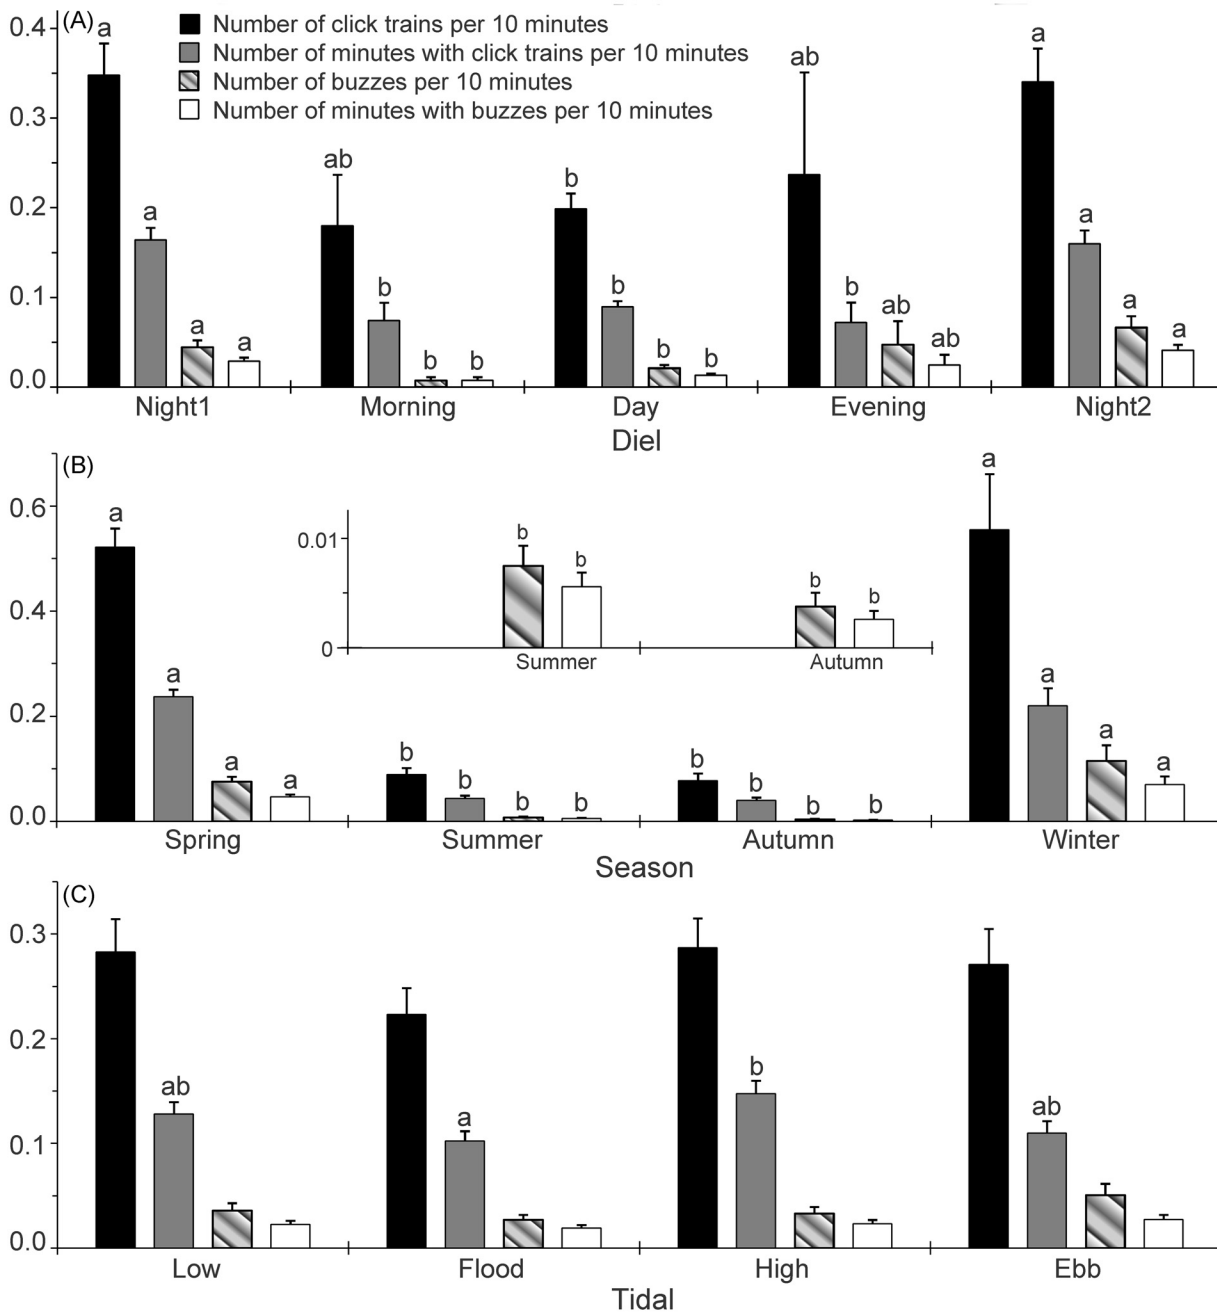 (A)
Number of click trains per 10 minutes
Number of minutes with click trains per 10 minutes
Number of buzzes per 10 minutes
Number of minutes with buzzes per 10 minutes
0.4
0.3
0.2
0.1
0.0
a a a a
ab b b b
b b b b
ab b ab ab
a a a a
Night1 Morning Day Evening Night2
Diel
(B)
0.6
0.4
0.2
0.0
a a a a
b b b b
b b b b
a a a a
0.01
0
b b
b b
Summer Autumn
Spring Summer Autumn Winter
Season
(C)
0.3
0.2
0.1
0.0
ab a b ab
Low Flood High Ebb
Tidal